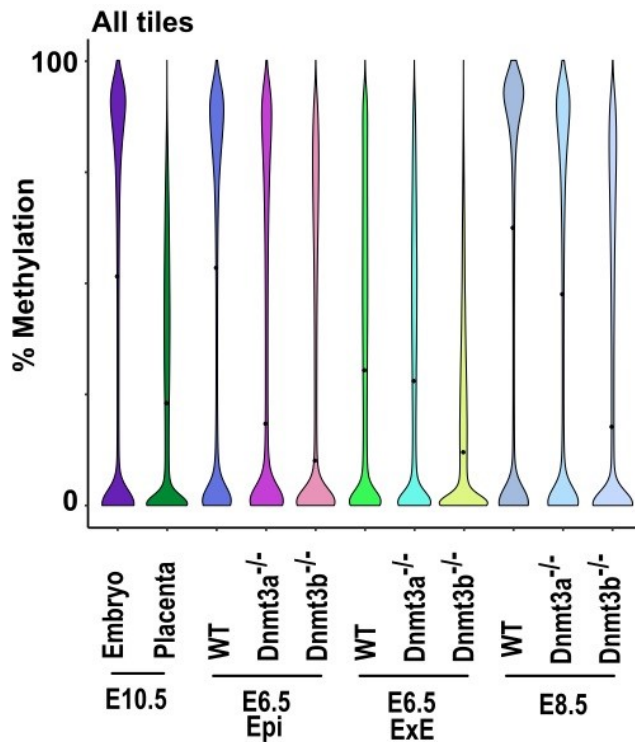 All tiles
100
% Methylation
0
Embryo
Placenta
WT
Dnmt3a-/-
Dnmt3b-/-
WT
Dnmt3a-/-
Dnmt3b-/-
WT
Dnmt3a-/-
Dnmt3b-/-
E10.5
E6.5
Epi
E6.5
ExE
E8.5